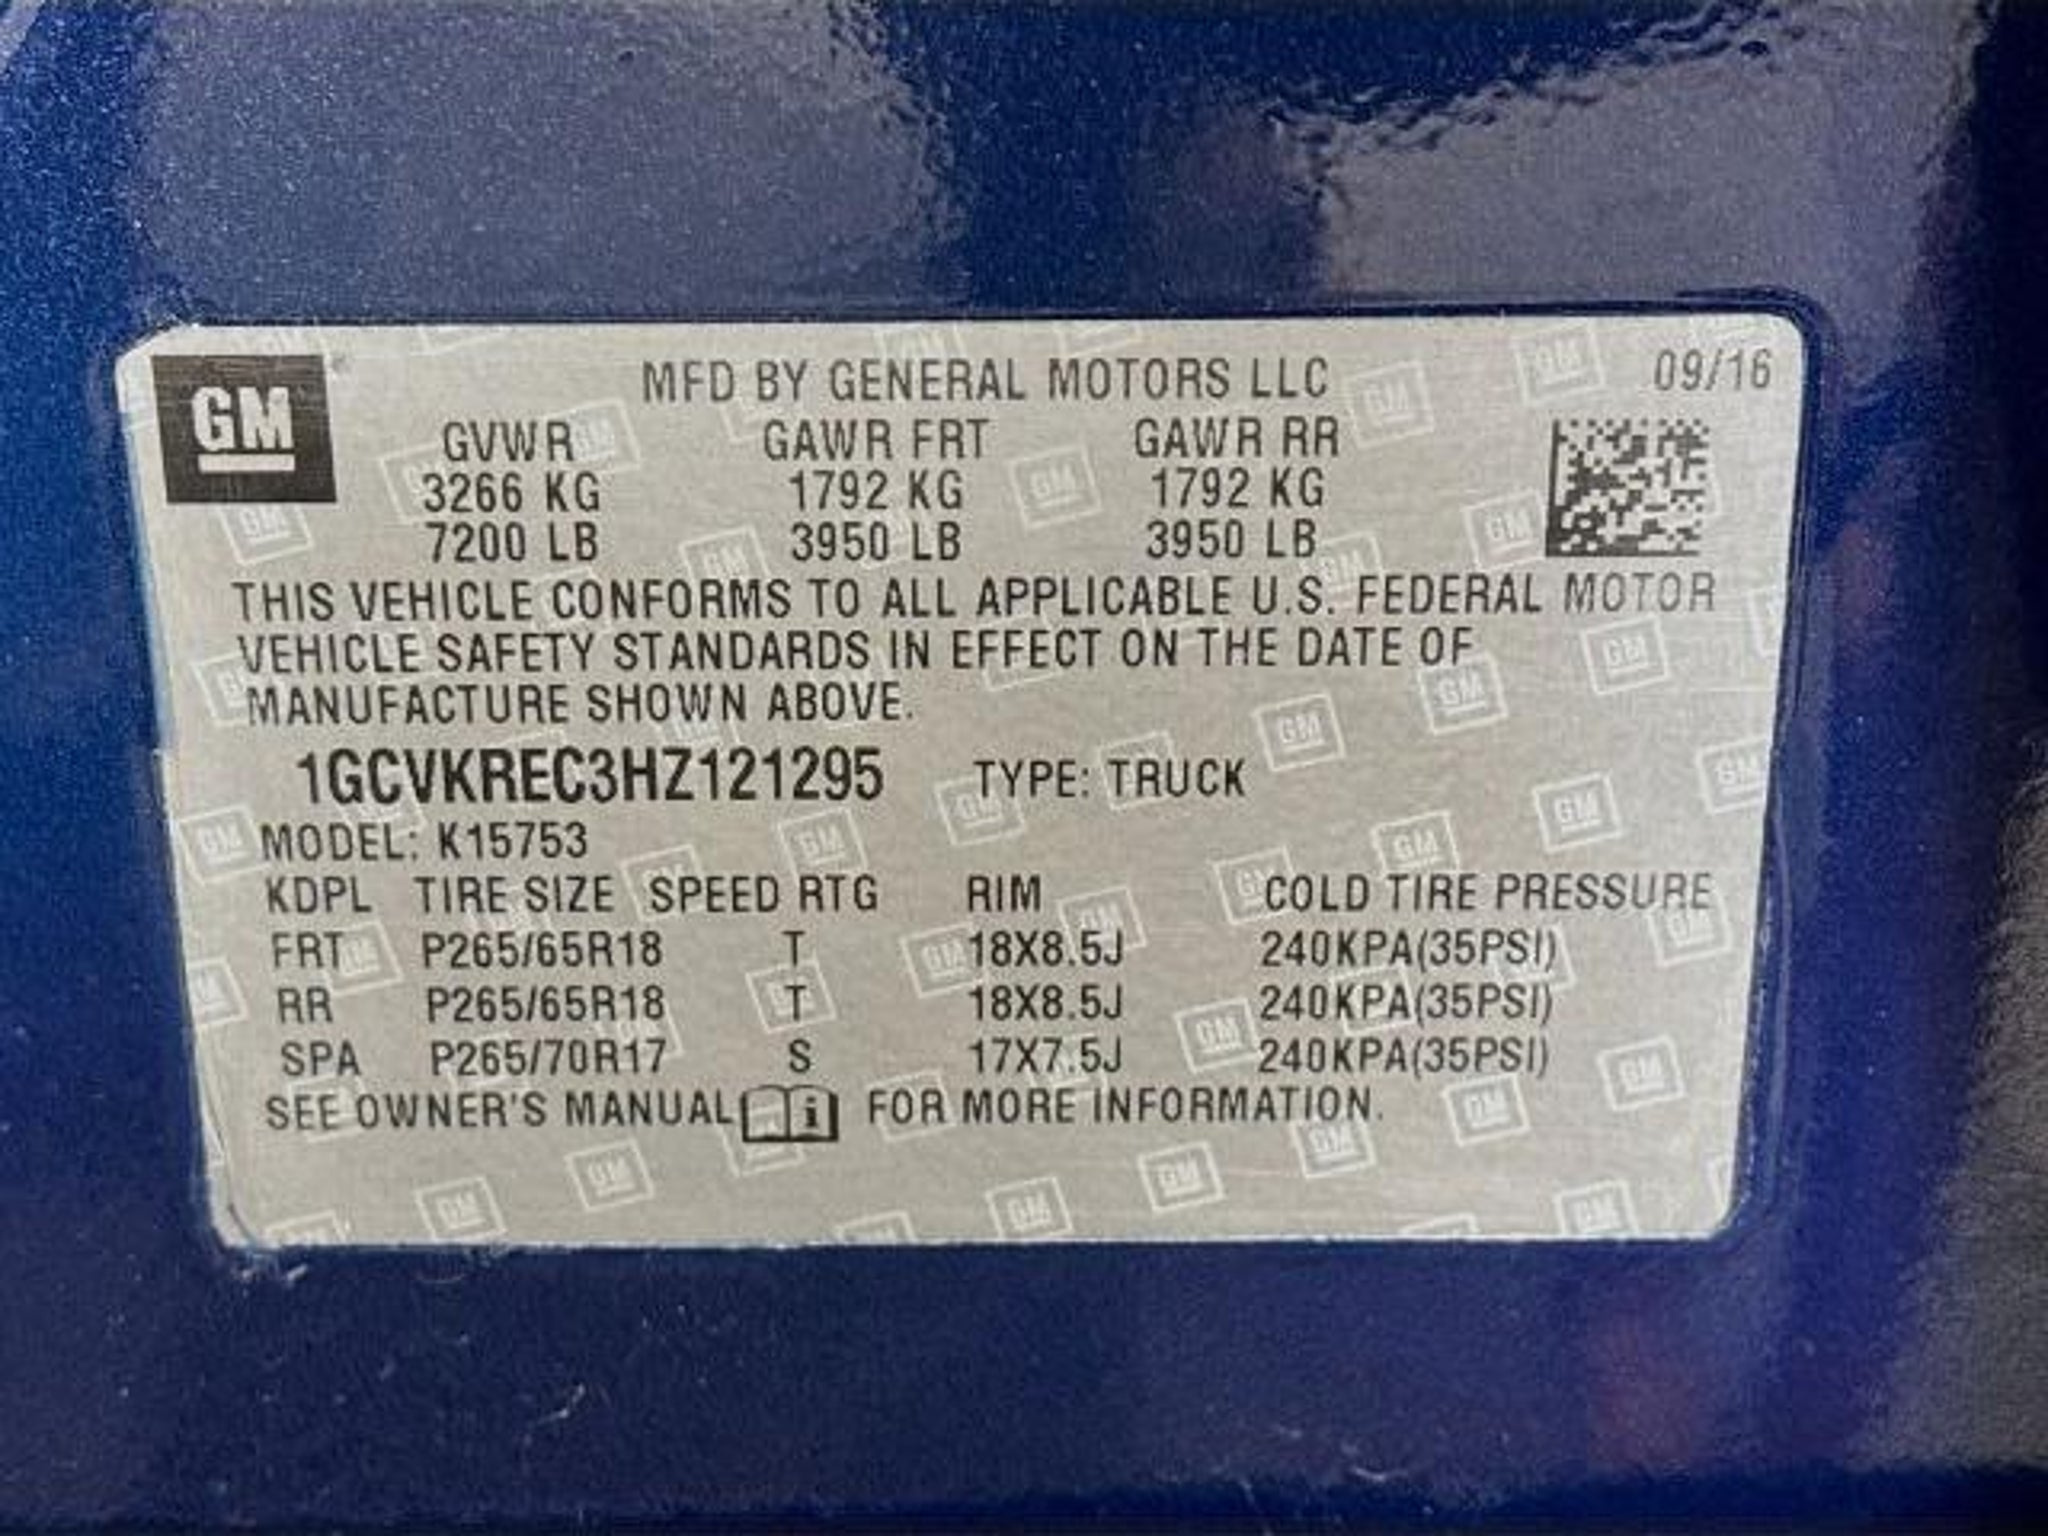 GM
MFD BY GENERAL MOTORS LLC 09/16
GVWR GAWR FRT GAWR RR
3266 KG 1792 KG 1792 KG
7200 LB 3950 LB 3950 LB
THIS VEHICLE CONFORMS TO ALL APPLICABLE U.S. FEDERAL MOTOR
VEHICLE SAFETY STANDARDS IN EFFECT ON THE DATE OF
MANUFACTURE SHOWN ABOVE.
1GCVKREC3HZ121295 TYPE: TRUCK
MODEL: K15753
KDPL TIRE SIZE SPEED RTG RIM COLD TIRE PRESSURE
FRT P265/65R18 T 18X8.5J 240KPA(35PSI)
RR P265/65R18 T 18X8.5J 240KPA(35PSI)
SPA P265/70R17 S 17X7.5J 240KPA(35PSI)
SEE OWNER'S MANUAL i FOR MORE INFORMATION.